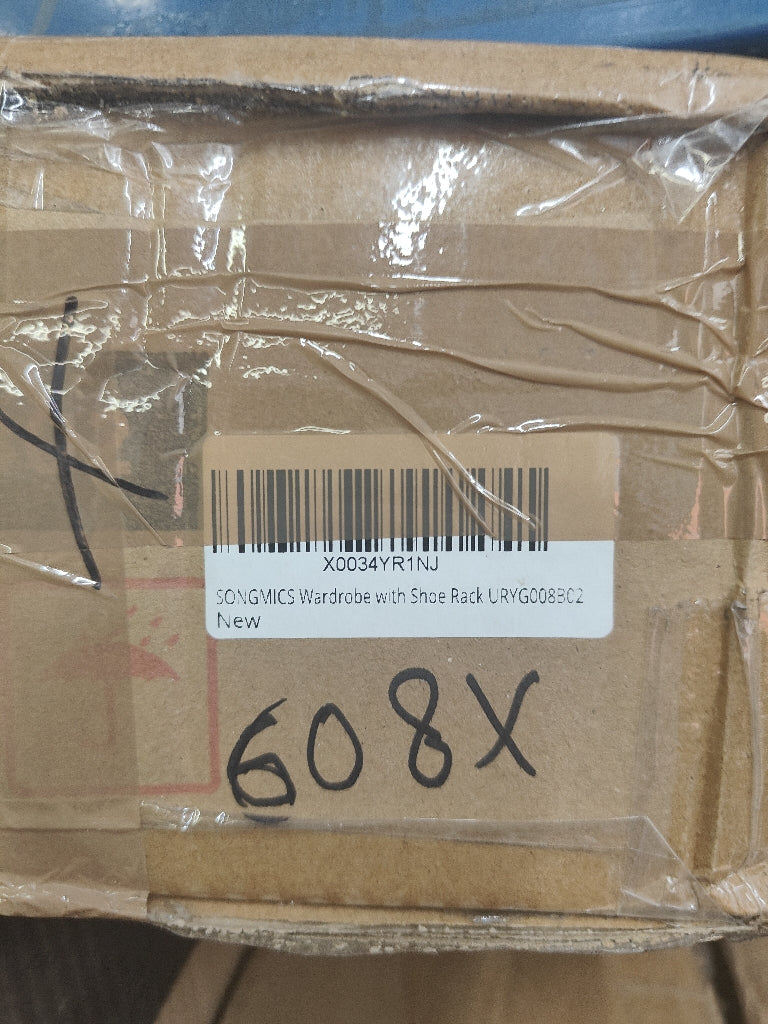 X0034YR1NJ
SONGMICS Wardrobe with Shoe Rack URYG008B02
New
608X